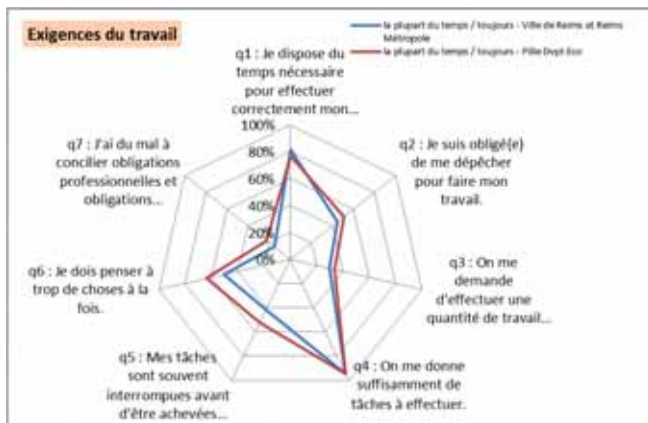 Exigences du travail
la plupart du temps / toujours - Ville de Reims et Reims
Métropole
la plupart du temps / toujours - Pôle Dvpt Eco
q1 : Je dispose du
temps nécessaire
pour effectuer
correctement mon...
100%
80%
60%
40%
20%
0%
q2 : Je suis obligé(e)
de me dépêcher
pour faire mon
travail.
q3 : On me
demande
d'effectuer une
quantité de travail...
q4 : On me donne
suffisamment de
tâches à effectuer.
q5 : Mes tâches
sont souvent
interrompues avant
d'être achevées...
q6 : Je dois penser à
trop de choses à la
fois.
q7 : J'ai du mal à
concilier obligations
professionnelles et
obligations...